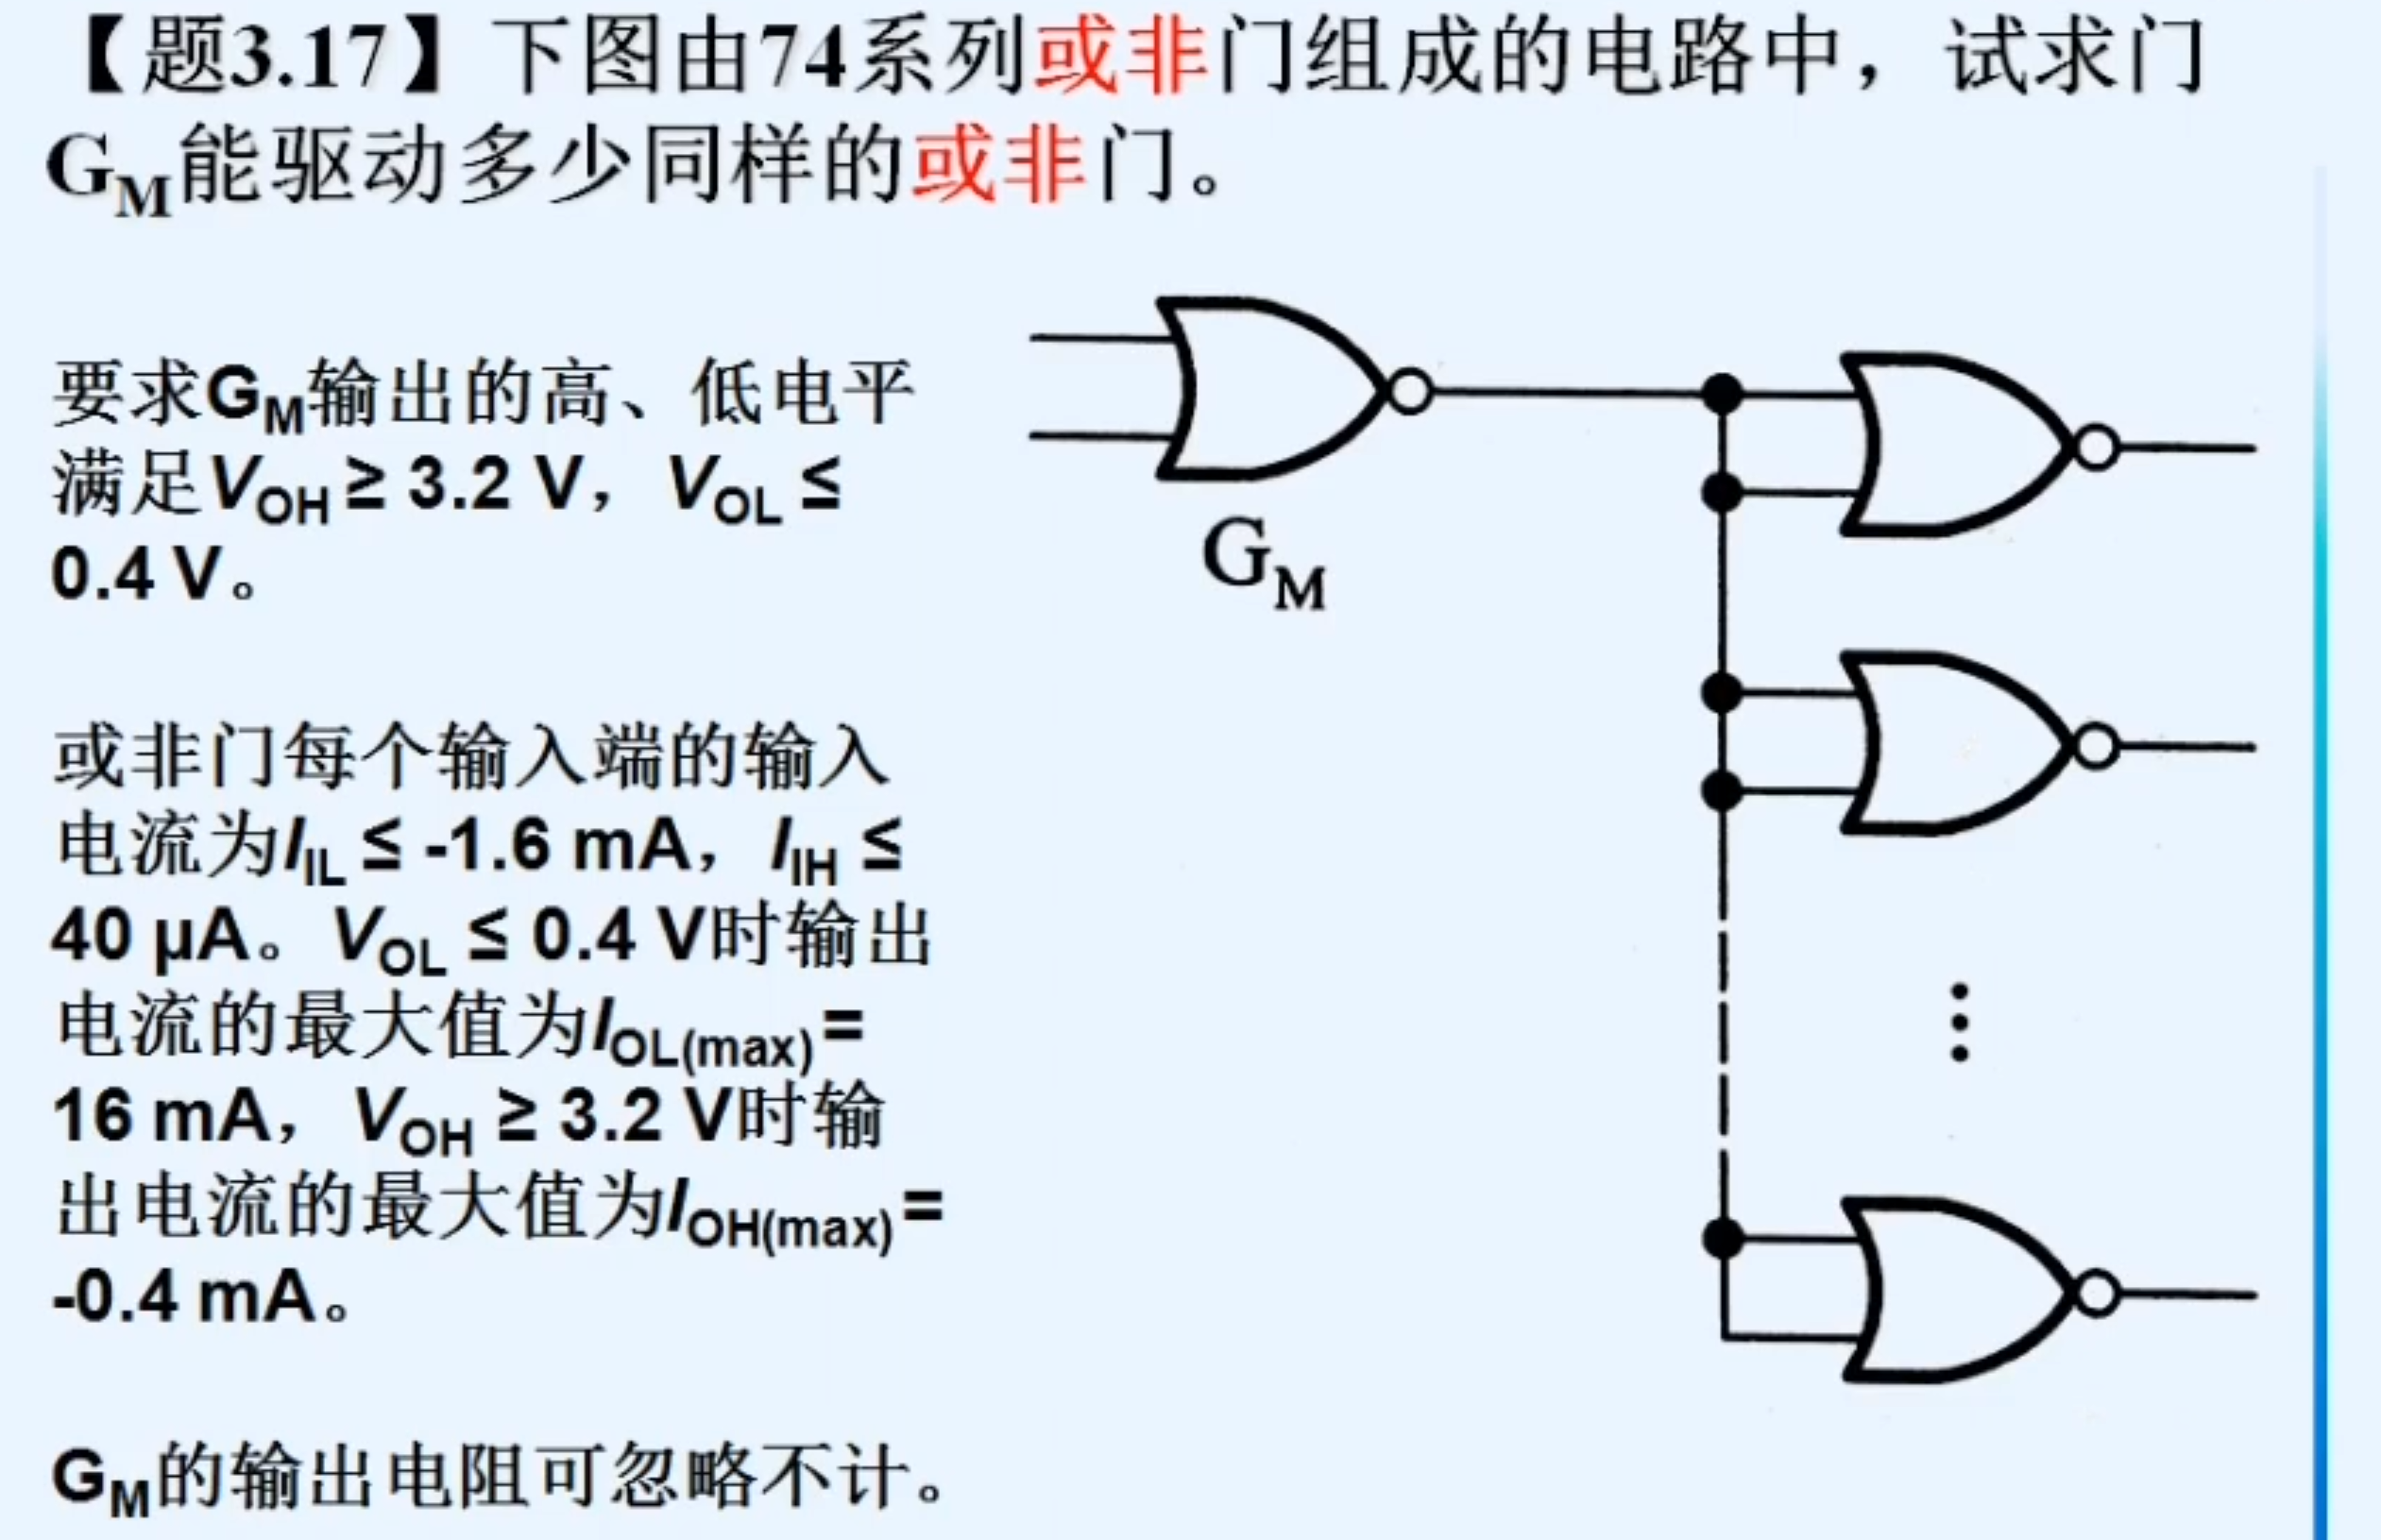 【题3.17】下图由74系列或非门组成的电路中，试求门
GM能驱动多少同样的或非门。
要求GM输出的高、低电平
满足VOH ≥ 3.2 V，VOL ≤
0.4 V。
或非门每个输入端的输入
电流为IIL ≤ -1.6 mA，IIH ≤
40 μA。VOL ≤ 0.4 V时输出
电流的最大值为IOL(max)=
16 mA，VOH ≥ 3.2 V时输
出电流的最大值为IOH(max)=
-0.4 mA。
GM的输出电阻可忽略不计。
GM